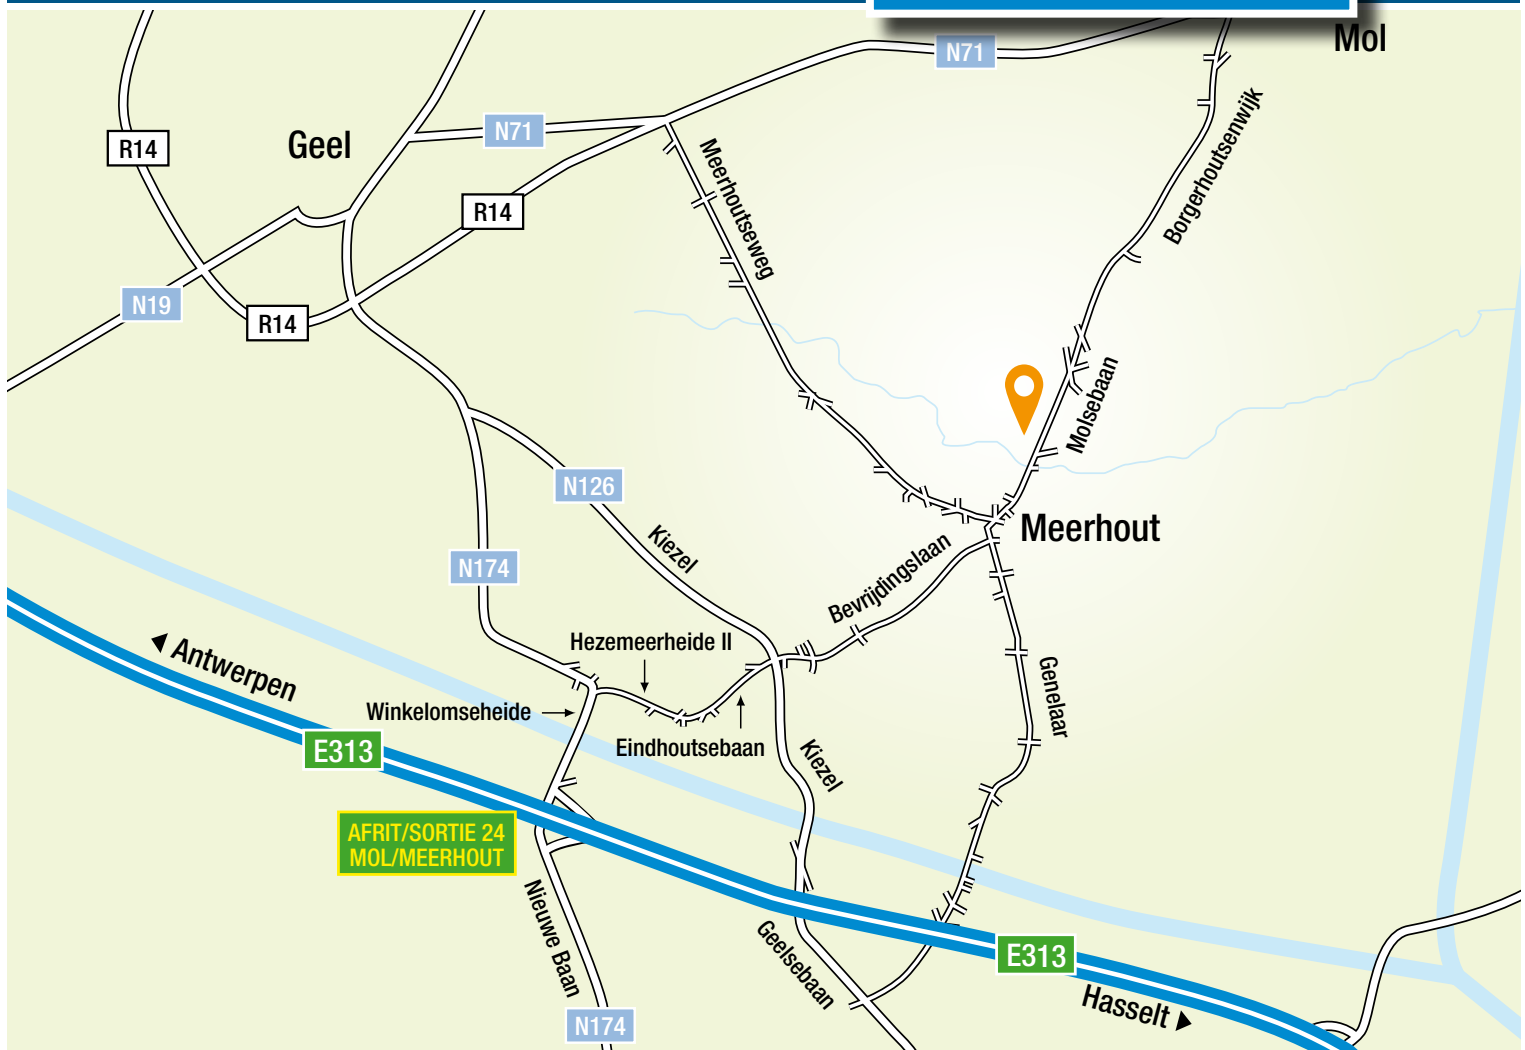 Mol
N71
Geel
N71
R14
Meerhoutseweg
Borgerhoutsenwijk
R14
N19
R14
Molsebaan
N126
Meerhout
Kiezel
N174
Bevrijdingslaan
Hezemeerheide II
Antwerpen
Genelaar
Winkelomseheide
Eindhoutsebaan
E313
Kiezel
AFRIT/SORTIE 24
MOL/MEERHOUT
Nieuwe Baan
Geelsebaan
E313
Hasselt
N174